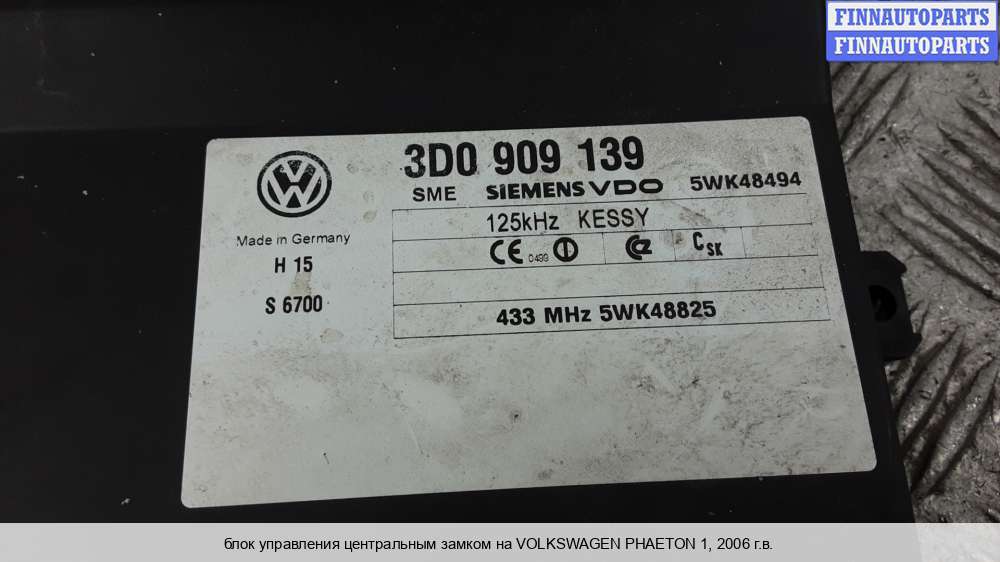 FINNAUTOPARTS
FINNAUTOPARTS
3D0 909 139
SME SIEMENS VDO 5WK48494
125kHz KESSY
Made in Germany
CE 0499 CSK
H 15
S 6700
433 MHz 5WK48825
блок управления центральным замком на VOLKSWAGEN PHAETON 1, 2006 г.в.